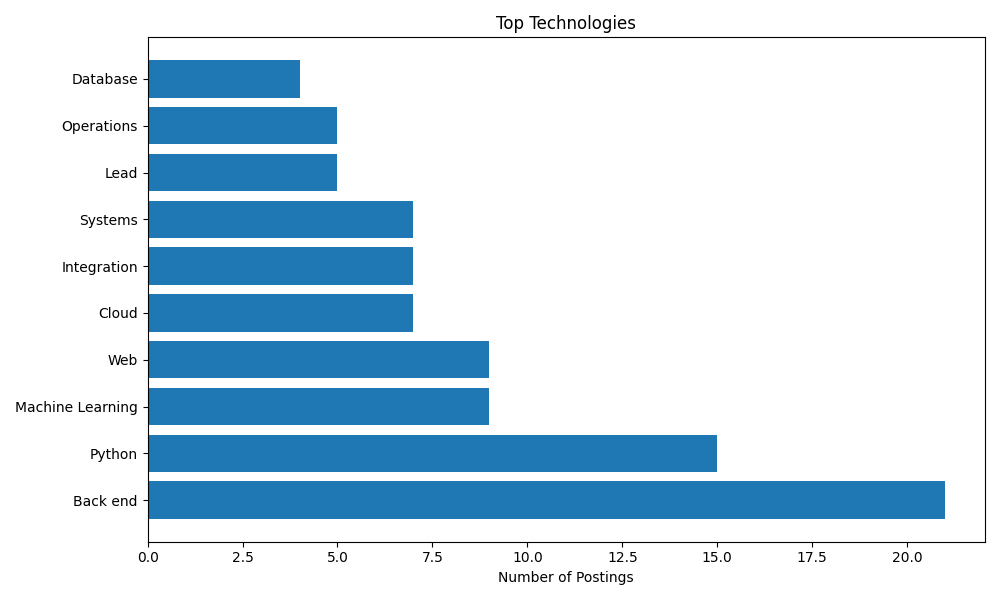 Top Technologies
Database
Operations
Lead
Systems
Integration
Cloud
Web
Machine Learning
Python
Back end
0.0 2.5 5.0 7.5 10.0 12.5 15.0 17.5 20.0
Number of Postings